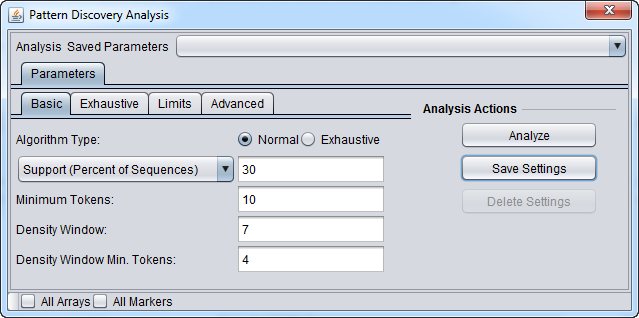 Pattern Discovery Analysis
Analysis Saved Parameters
Parameters
Basic Exhaustive Limits Advanced
Analysis Actions
Algorithm Type: Normal Exhaustive
Analyze
Support (Percent of Sequences) 30
Save Settings
Minimum Tokens: 10
Delete Settings
Density Window: 7
Density Window Min. Tokens: 4
All Arrays All Markers